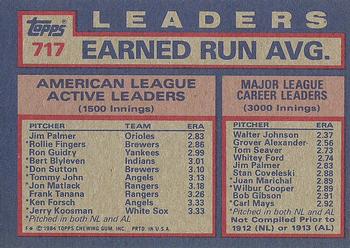 LEADERS
Topps
717
EARNED RUN AVG.
AMERICAN LEAGUE
ACTIVE LEADERS
(1500 Innings)
PITCHER TEAM ERA
Jim Palmer Orioles 2.83
Rollie Fingers Brewers 2.86
Ron Guidry Yankees 2.99
*Bert Blyleven Indians 3.01
*Don Sutton Brewers 3.07
*Tommy John Angels 3.10
*Jon Matlack Rangers 3.18
Frank Tanana Rangers 3.26
*Ken Forsch Angels 3.27
*Jerry Koosman White Sox 3.33
*Pitched in both NL and AL
MAJOR LEAGUE
CAREER LEADERS
(3000 Innings)
PITCHER ERA
Walter Johnson 2.37
Grover Alexander 2.56
Tom Seaver 2.73
Whitey Ford 2.74
Jim Palmer 2.83
Stan Coveleski 2.88
*Juan Marichal 2.89
*Wilbur Cooper 2.89
Bob Gibson 2.91
*Carl Mays 2.92
*Pitched in both NL and AL
Not Compiled Prior to
1912 (NL) or 1913 (AL)
© 1984 TOPPS CHEWING GUM, INC. PRTD. IN U.S.A.